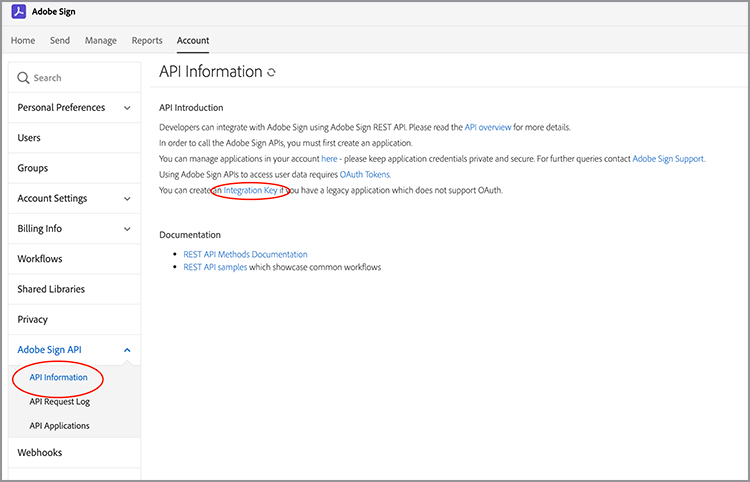 Adobe Sign
Home Send Manage Reports Account
Search
Personal Preferences
Users
Groups
Account Settings
Billing Info
Workflows
Shared Libraries
Privacy
Adobe Sign API
API Information
API Request Log
API Applications
Webhooks
API Information
API Introduction
Developers can integrate with Adobe Sign using Adobe Sign REST API. Please read the API overview for more details.
In order to call the Adobe Sign APIs, you must first create an application.
You can manage applications in your account here - please keep application credentials private and secure. For further queries contact Adobe Sign Support.
Using Adobe Sign APIs to access user data requires OAuth Tokens.
You can create an Integration Key if you have a legacy application which does not support OAuth.
Documentation
• REST API Methods Documentation
• REST API samples which showcase common workflows